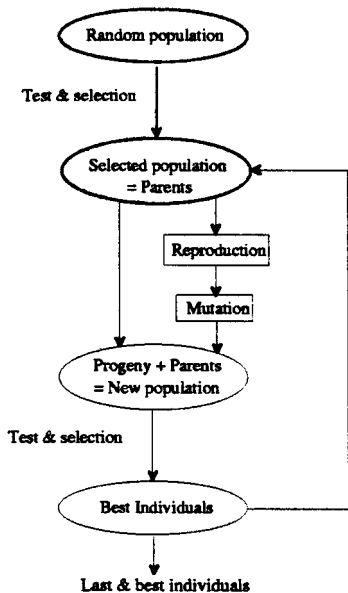 Random population
Test & selection
Selected population
= Parents
Reproduction
Mutation
Progeny + Parents
= New population
Test & selection
Best Individuals
Last & best individuals